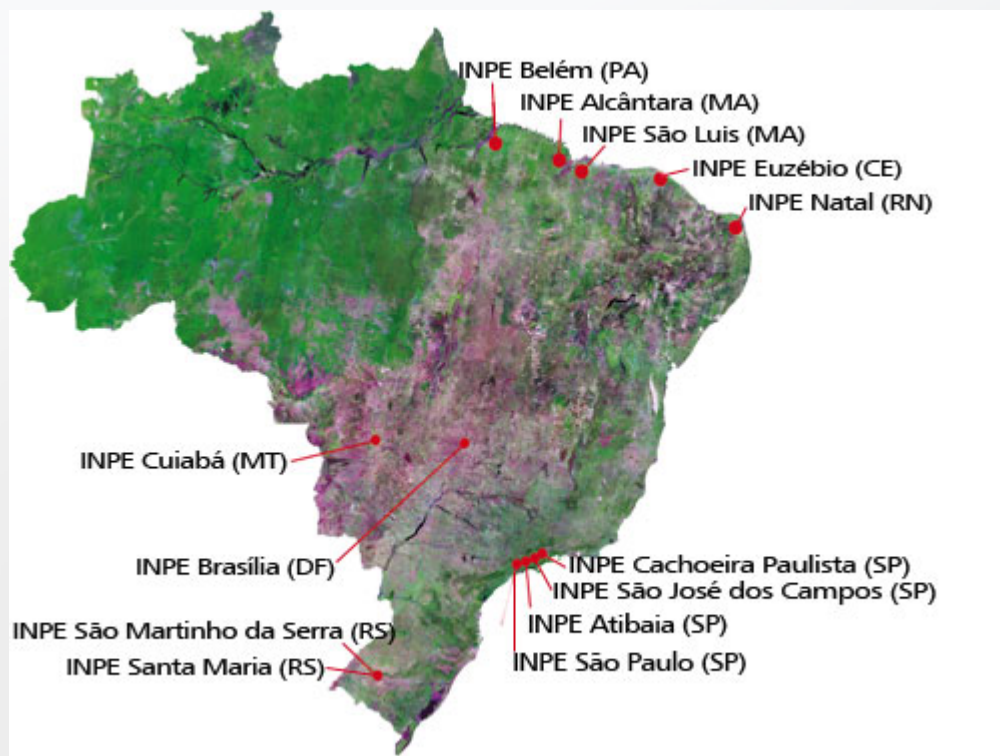 INPE Belém (PA)
INPE Alcântara (MA)
INPE São Luis (MA)
INPE Euzébio (CE)
INPE Natal (RN)
INPE Cuiabá (MT)
INPE Brasília (DF)
INPE Cachoeira Paulista (SP)
INPE São José dos Campos (SP)
INPE Atibaia (SP)
INPE São Martinho da Serra (RS)
INPE São Paulo (SP)
INPE Santa Maria (RS)